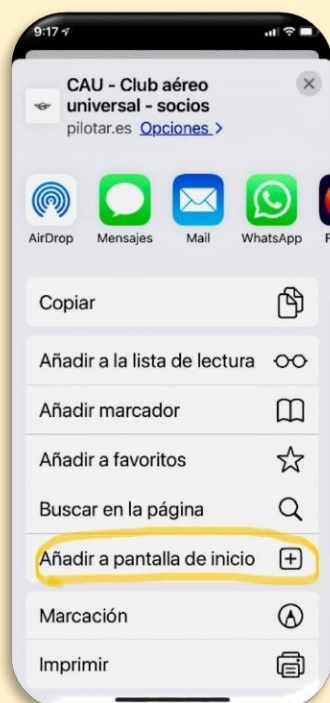 9:17
CAU - Club aéreo
universal - socios
pilotar.es Opciones >
AirDrop
Mensajes
Mail
WhatsApp
F
Copiar
Añadir a la lista de lectura
Añadir marcador
Añadir a favoritos
Buscar en la página
Añadir a pantalla de inicio
Marcación
Imprimir